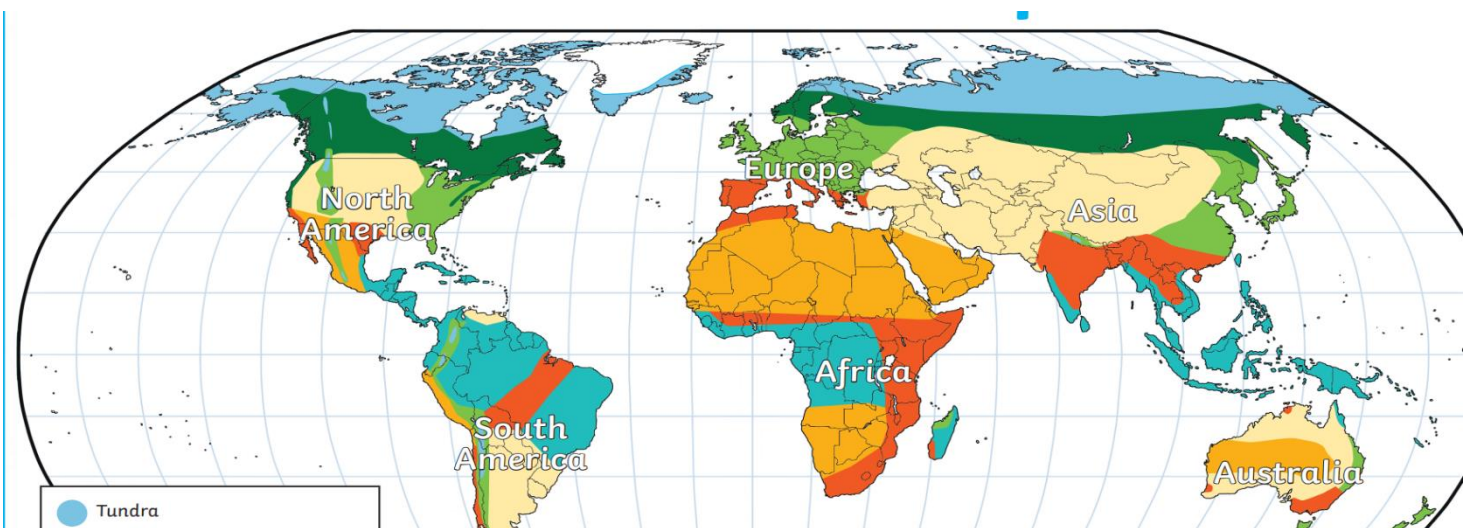 Europe
North
America
Asia
Africa
South
America
Australia
Tundra